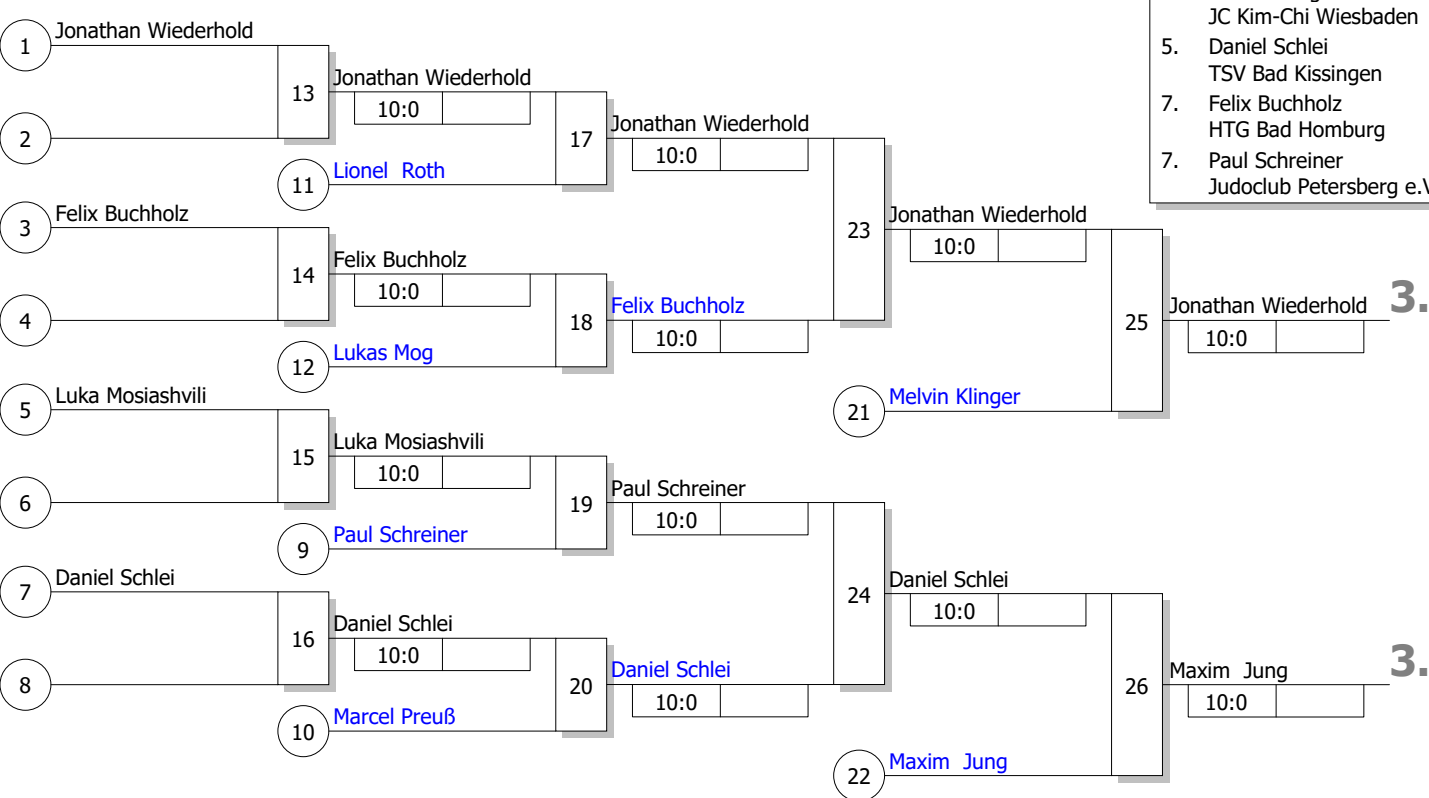 JC Kim-Chi Wiesbaden
5. Daniel Schlei
TSV Bad Kissingen
7. Felix Buchholz
HTG Bad Homburg
7. Paul Schreiner
Judoclub Petersberg e.V
1 Jonathan Wiederhold
13 Jonathan Wiederhold
10:0
2
17 Jonathan Wiederhold
10:0
11 Lionel Roth
3 Felix Buchholz
23 Jonathan Wiederhold
10:0
14 Felix Buchholz
10:0
4
18 Felix Buchholz
10:0
12 Lukas Mog
25 Jonathan Wiederhold 3.
10:0
5 Luka Mosiashvili
21 Melvin Klinger
15 Luka Mosiashvili
10:0
6
19 Paul Schreiner
10:0
9 Paul Schreiner
7 Daniel Schlei
24 Daniel Schlei
10:0
16 Daniel Schlei
10:0
8
20 Daniel Schlei
10:0
10 Marcel Preuß
26 Maxim Jung 3.
10:0
22 Maxim Jung